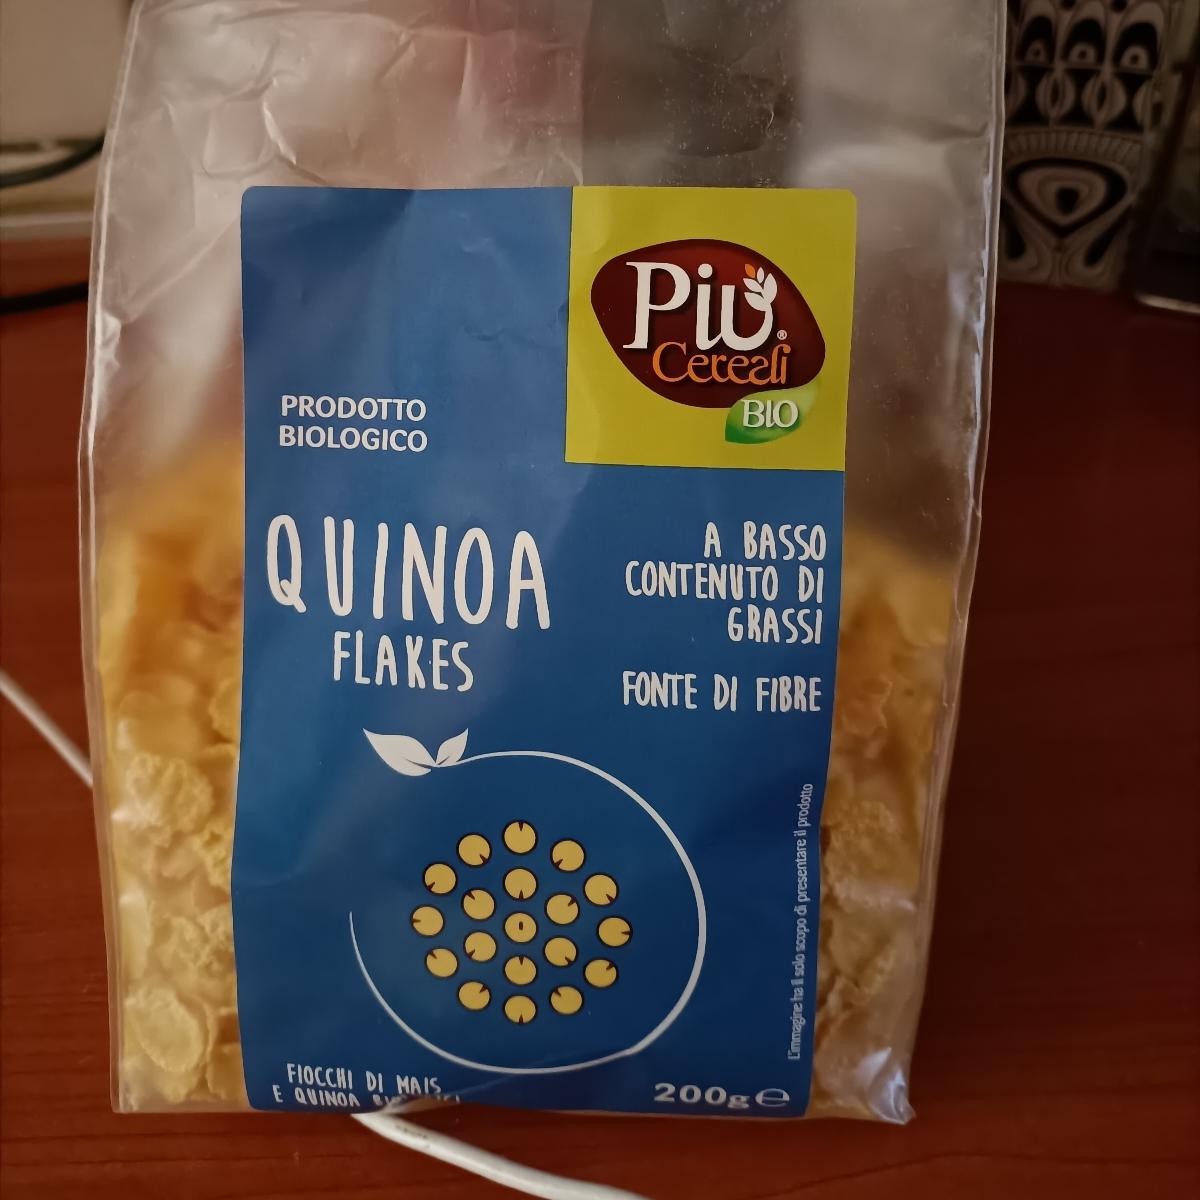 Più®
Cereali
BIO
PRODOTTO
BIOLOGICO
QUINOA
FLAKES
A BASSO
CONTENUTO DI
GRASSI
FONTE DI FIBRE
L'immagine ha il solo scopo di presentare il prodotto
FIOCCHI DI MAIS
E QUINOA
200g ℮